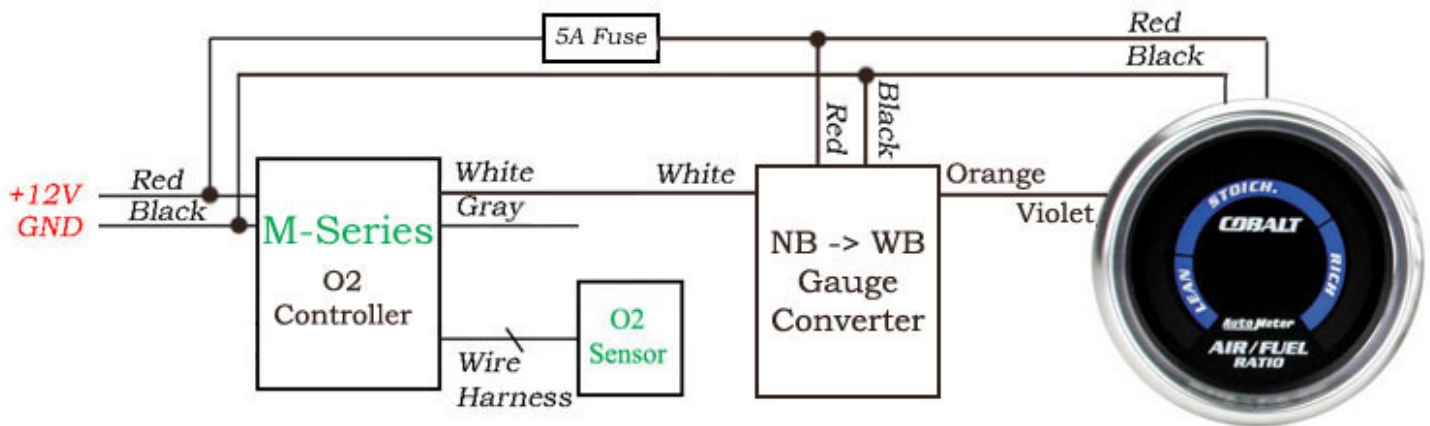 5A Fuse
Red
Black
Red
Black
+12V
Red
GND
Black
M-Series
O2
Controller
White
Gray
White
Wire
Harness
O2
Sensor
NB -> WB
Gauge
Converter
Orange
Violet
STOICH.
COBALT
LEAN
RICH
AutoMeter
AIR/FUEL
RATIO